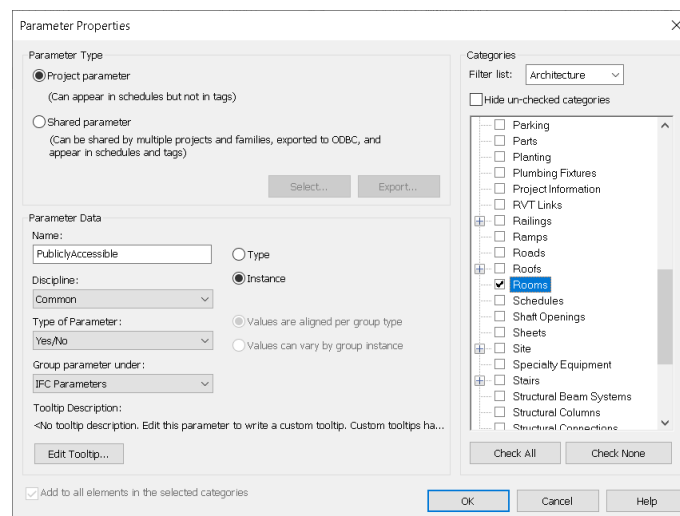 Parameter Properties
Parameter Type
Project parameter
(Can appear in schedules but not in tags)
Shared parameter
(Can be shared by multiple projects and families, exported to ODBC, and
appear in schedules and tags)
Select...
Export...
Parameter Data
Name:
PubliclyAccessible
Type
Discipline:
Instance
Common
Type of Parameter:
Values are aligned per group type
Yes/No
Values can vary by group instance
Group parameter under:
IFC Parameters
Tooltip Description:
<No tooltip description. Edit this parameter to write a custom tooltip. Custom tooltips ha...
Edit Tooltip...
Add to all elements in the selected categories
Categories
Filter list:
Architecture
Hide un-checked categories
Parking
Parts
Planting
Plumbing Fixtures
Project Information
RVT Links
Railings
Ramps
Roads
Roofs
Rooms
Schedules
Shaft Openings
Sheets
Site
Specialty Equipment
Stairs
Structural Beam Systems
Structural Columns
Structural Connections
Check All
Check None
OK
Cancel
Help